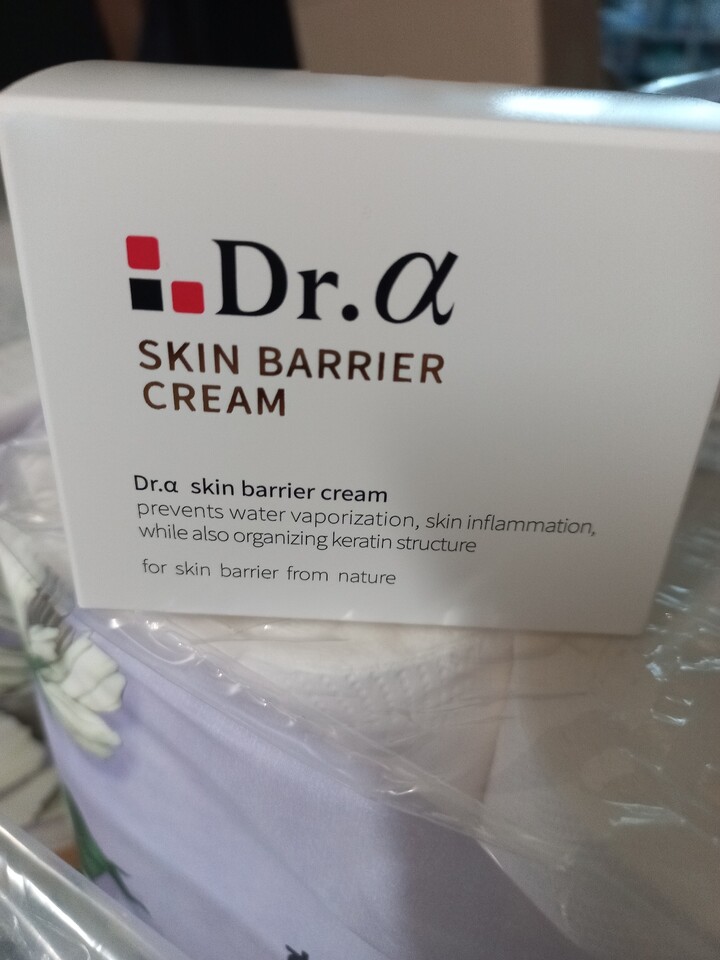 Dr.α
SKIN BARRIER
CREAM
Dr.α skin barrier cream
prevents water vaporization, skin inflammation,
while also organizing keratin structure
for skin barrier from nature